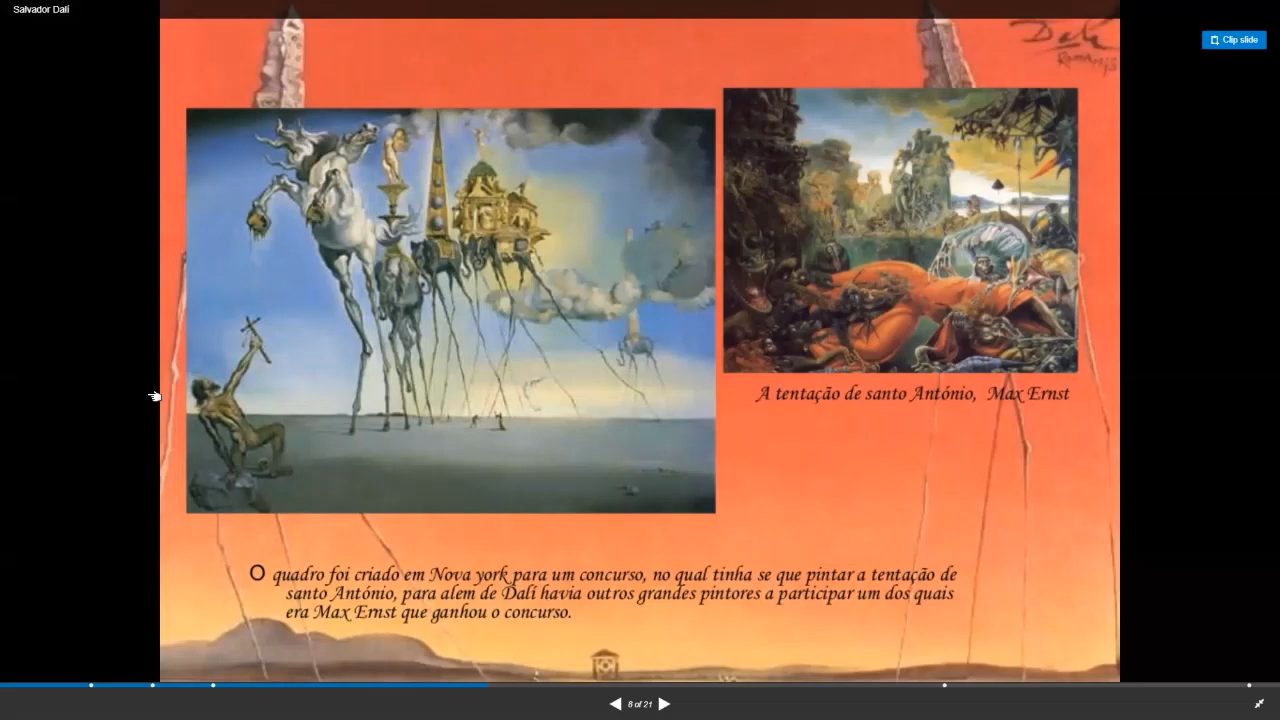 Salvador Dalí
Clip slide
Dalí
A tentação de santo António, Max Ernst
O quadro foi criado em Nova york para um concurso, no qual tinha se que pintar a tentação de
santo António, para alem de Dalí havia outros grandes pintores a participar um dos quais
era Max Ernst que ganhou o concurso.
8 of 21